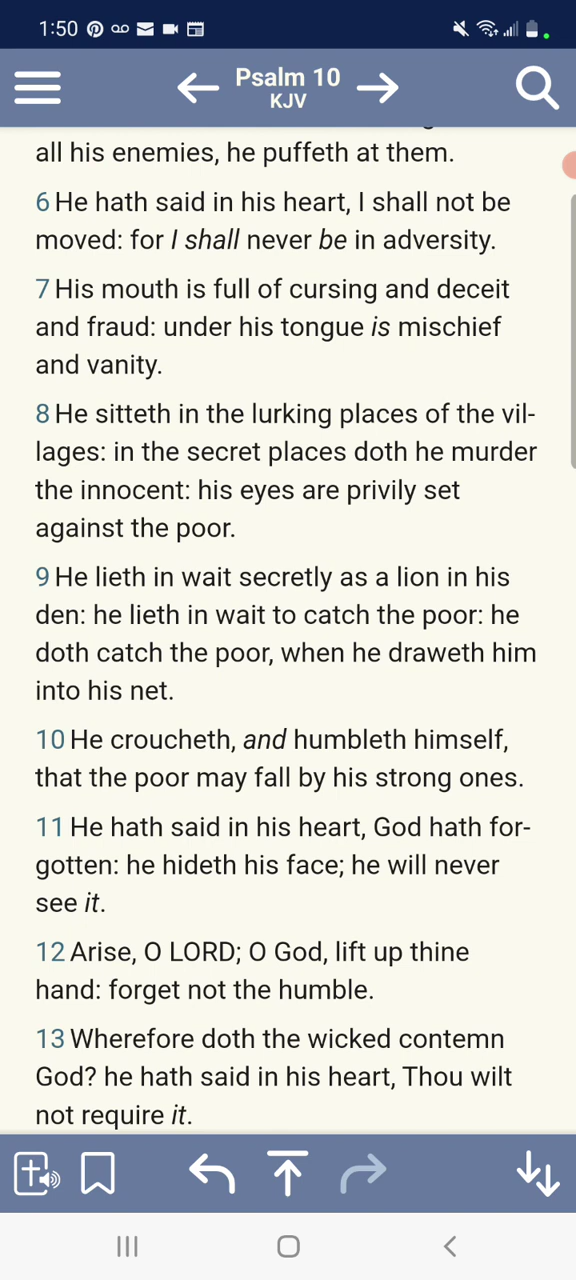 1:50
Psalm 10
KJV
all his enemies, he puffeth at them.
6 He hath said in his heart, I shall not be
moved: for I shall never be in adversity.
7 His mouth is full of cursing and deceit
and fraud: under his tongue is mischief
and vanity.
8 He sitteth in the lurking places of the vil-
lages: in the secret places doth he murder
the innocent: his eyes are privily set
against the poor.
9 He lieth in wait secretly as a lion in his
den: he lieth in wait to catch the poor: he
doth catch the poor, when he draweth him
into his net.
10 He croucheth, and humbleth himself,
that the poor may fall by his strong ones.
11 He hath said in his heart, God hath for-
gotten: he hideth his face; he will never
see it.
12 Arise, O LORD; O God, lift up thine
hand: forget not the humble.
13 Wherefore doth the wicked contemn
God? he hath said in his heart, Thou wilt
not require it.